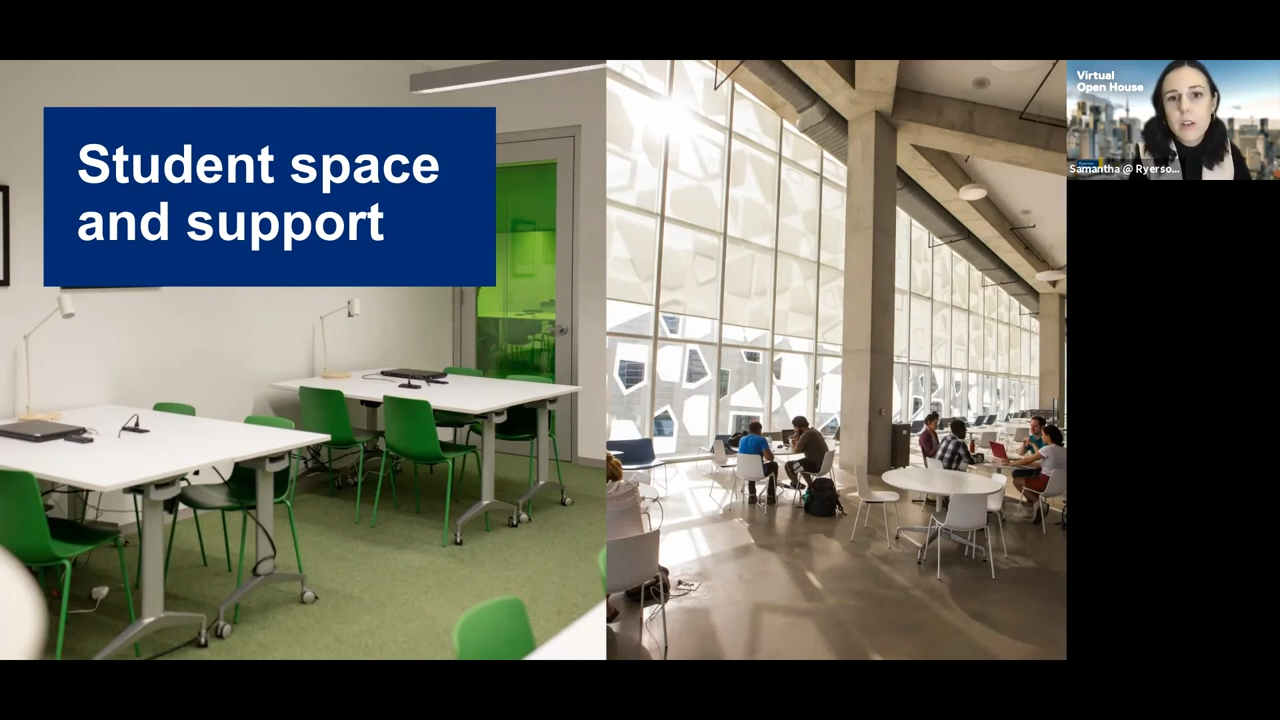 Student space
and support
Virtual
Open House
Samantha @ Ryerso...